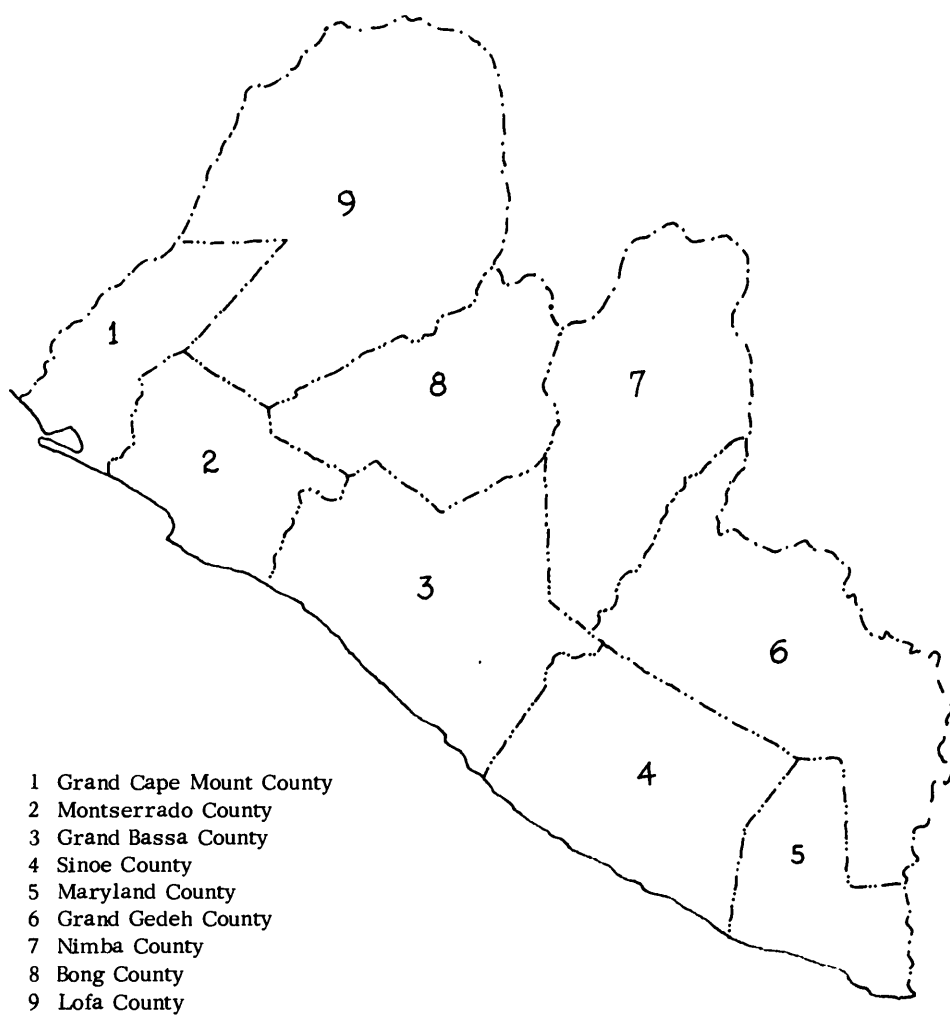 9
1
7
8
2
3
6
4
5
1 Grand Cape Mount County
2 Montserrado County
3 Grand Bassa County
4 Sinoe County
5 Maryland County
6 Grand Gedeh County
7 Nimba County
8 Bong County
9 Lofa County